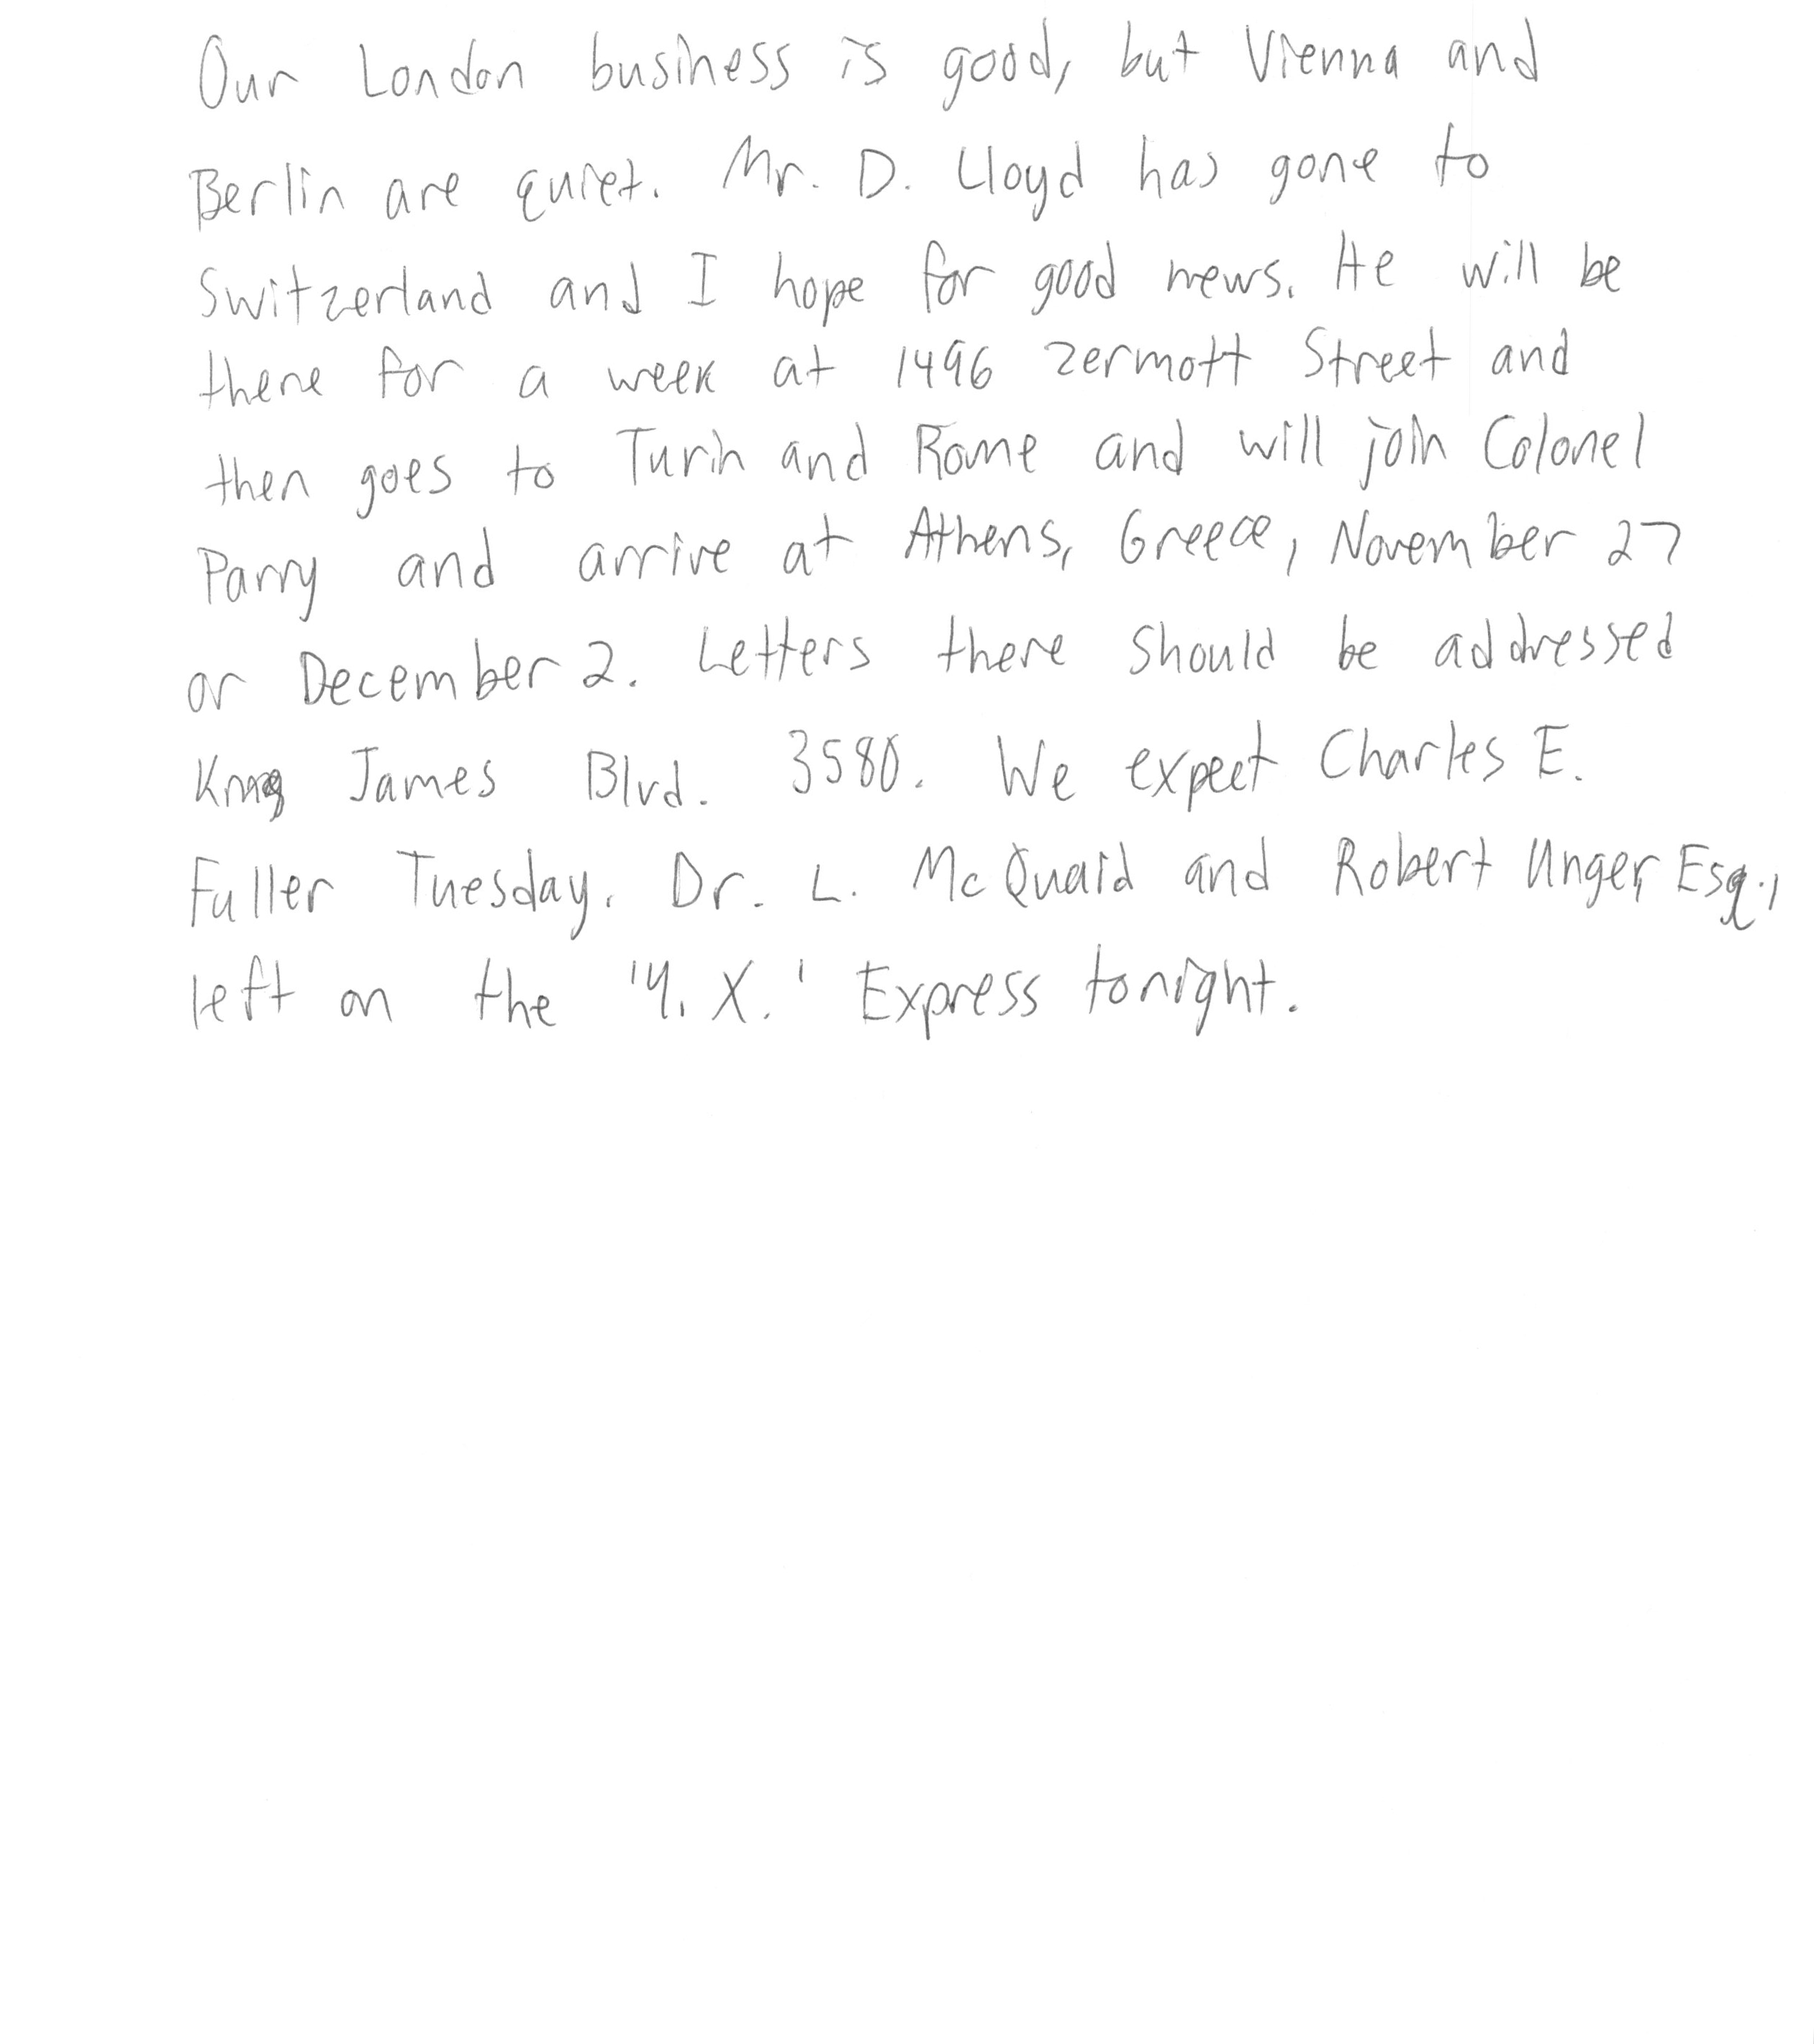 Our London business is good, but Vienna and
Berlin are quiet. Mr. D. Lloyd has gone to
Switzerland and I hope for good news. He will be
there for a week at 1496 Zermott Street and
then goes to Turin and Rome and will join Colonel
Parry and arrive at Athens, Greece, November 27
or December 2. Letters there should be addressed
King James Blvd. 3580. We expect Charles E.
Fuller Tuesday. Dr. L. McQuaid and Robert Unger, Esq.,
left on the 'Y. X.' Express tonight.